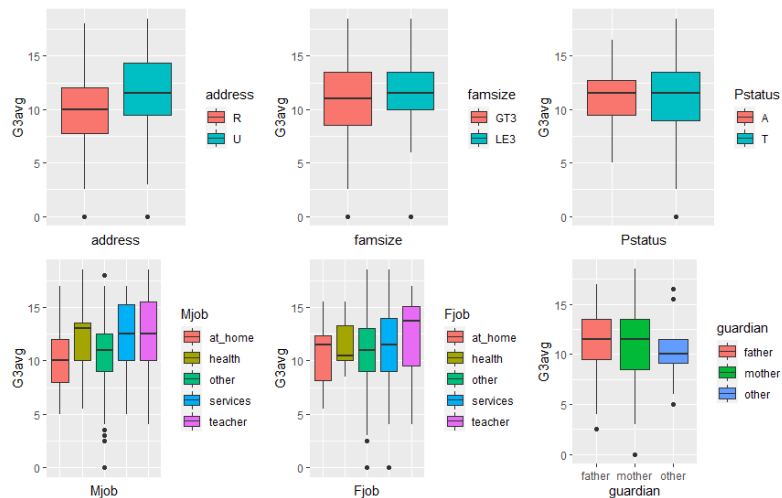 15
10
5
0
G3avg
address
address
R
U
15
10
5
0
G3avg
famsize
famsize
GT3
LE3
15
10
5
0
G3avg
Pstatus
Pstatus
A
T
15
10
5
0
G3avg
Mjob
Mjob
at_home
health
other
services
teacher
15
10
5
0
G3avg
Fjob
Fjob
at_home
health
other
services
teacher
15
10
5
0
G3avg
father mother other
guardian
guardian
father
mother
other